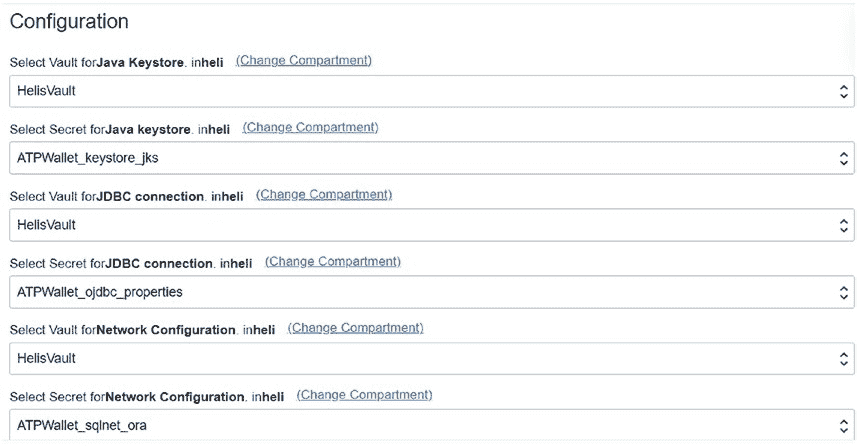 Configuration
Select Vault forJava Keystore. inheli (Change Compartment)
HelisVault
Select Secret forJava keystore. inheli (Change Compartment)
ATPWallet_keystore_jks
Select Vault forJDBC connection. inheli (Change Compartment)
HelisVault
Select Secret forJDBC connection. inheli (Change Compartment)
ATPWallet_ojdbc_properties
Select Vault forNetwork Configuration. inheli (Change Compartment)
HelisVault
Select Secret forNetwork Configuration. inheli (Change Compartment)
ATPWallet_sqlnet_ora